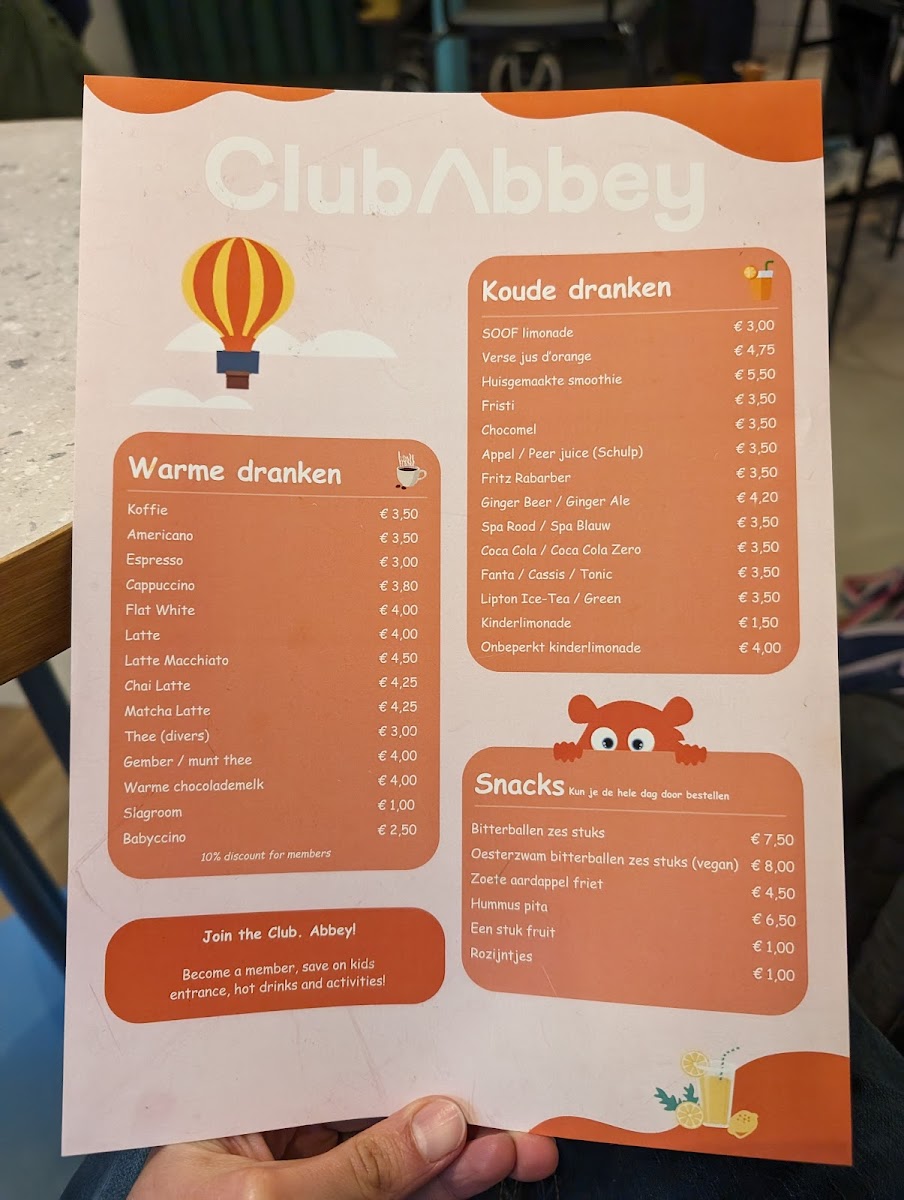 ClubAbbey
Warme dranken
Koffie € 3,50
Americano € 3,50
Espresso € 3,00
Cappuccino € 3,80
Flat White € 4,00
Latte € 4,00
Latte Macchiato € 4,50
Chai Latte € 4,25
Matcha Latte € 4,25
Thee (divers) € 3,00
Gember / munt thee € 4,00
Warme chocolademelk € 4,00
Slagroom € 1,00
Babyccino € 2,50
10% discount for members
Join the Club. Abbey!
Become a member, save on kids
entrance, hot drinks and activities!
Koude dranken
SOOF limonade € 3,00
Verse jus d'orange € 4,75
Huisgemaakte smoothie € 5,50
Fristi € 3,50
Chocomel € 3,50
Appel / Peer juice (Schulp) € 3,50
Fritz Rabarber € 3,50
Ginger Beer / Ginger Ale € 4,20
Spa Rood / Spa Blauw € 3,50
Coca Cola / Coca Cola Zero € 3,50
Fanta / Cassis / Tonic € 3,50
Lipton Ice-Tea / Green € 3,50
Kinderlimonade € 1,50
Onbeperkt kinderlimonade € 4,00
Snacks Kun je de hele dag door bestellen
Bitterballen zes stuks € 7,50
Oesterzwam bitterballen zes stuks (vegan) € 8,00
Zoete aardappel friet € 4,50
Hummus pita € 6,50
Een stuk fruit € 1,00
Rozijntjes € 1,00